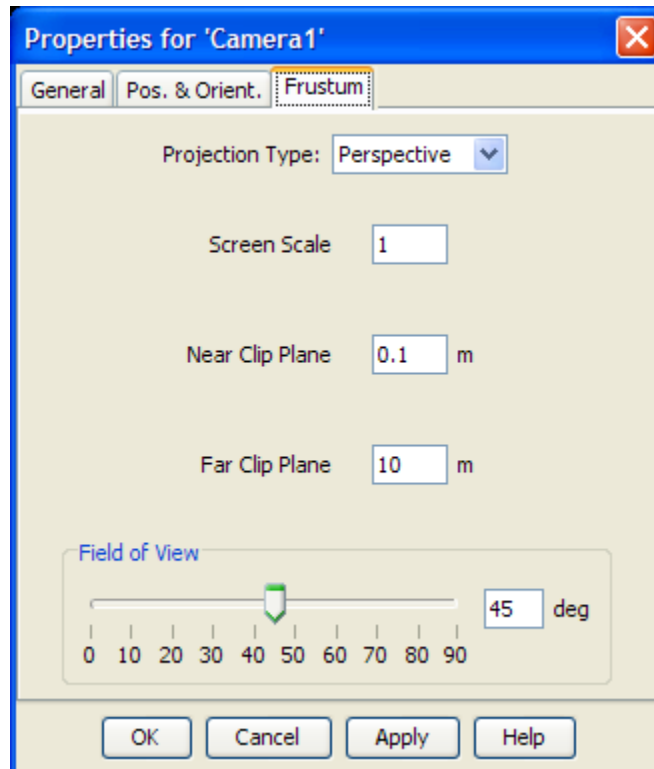 Properties for 'Camera1'
General Pos. & Orient. Frustum
Projection Type: Perspective
Screen Scale 1
Near Clip Plane 0.1 m
Far Clip Plane 10 m
Field of View
45 deg
0 10 20 30 40 50 60 70 80 90
OK Cancel Apply Help